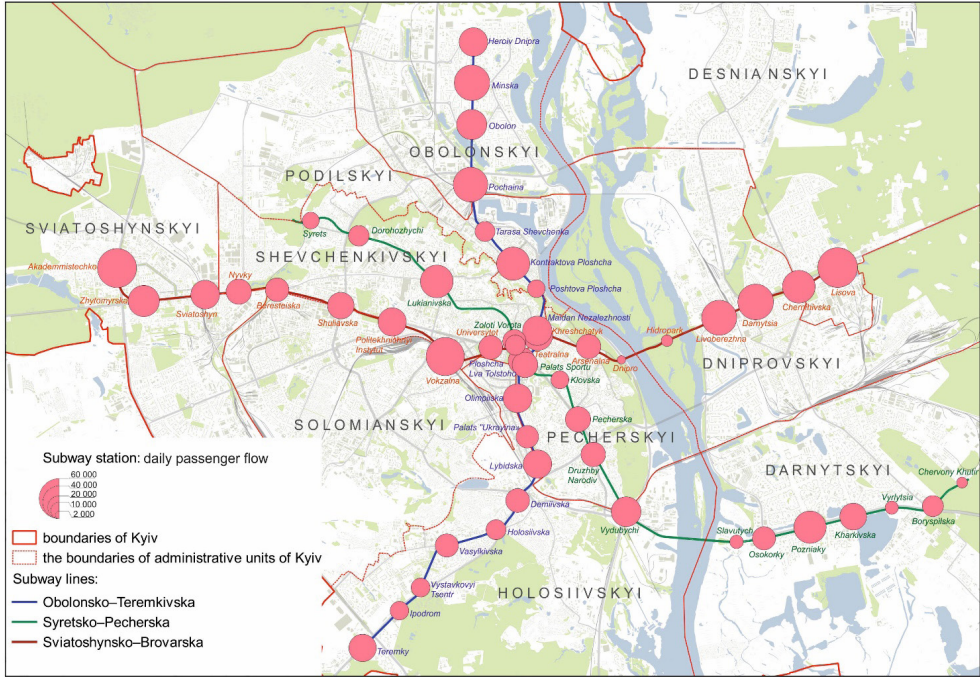 DESNIANSKYI
Heroiv Dnipra
Minska
Obolon
OBOLONSKYI
PODILSKYI
Pochaina
SVIATOSHYNSKYI
Syrets
Dorohozhychi
Tarasa Shevchenka
SHEVCHENKIVSKYI
Kontraktova Ploshcha
Akademmistechko
Nyvky
Zhytomyrska
Sviatoshyn
Beresteiska
Lukianivska
Poshtova Ploshcha
Chernihivska
Lisova
Shuliavska
Politekhnichnyi
Instytut
Zoloti Vorota
Maidan Nezalezhnosti
Universytet
Khreshchatyk
Hidropark
Darnytsia
Livoberezhna
Teatralna
Arsenalna
Dnipro
DNIPROVSKYI
Vokzalna
Ploshcha
Lva Tolstoho
Palats Sportu
Klovska
Olimpiiska
SOLOMIANSKYI
Palats "Ukrayina"
Pecherska
PECHERSKYI
Lybidska
Druzhby
Narodiv
DARNYTSKYI
Chervony Khutir
Vyrlytsia
Boryspilska
Demiivska
Vydubychi
Slavutych
Osokorky
Pozniaky
Kharkivska
Holosiivska
Vasylkivska
Vystavkovyi
Tsentr
HOLOSIIVSKYI
Ipodrom
Teremky
Subway station: daily passenger flow
60 000
40 000
20 000
10 000
2 000
boundaries of Kyiv
the boundaries of administrative units of Kyiv
Subway lines:
Obolonsko–Teremkivska
Syretsko–Pecherska
Sviatoshynsko–Brovarska